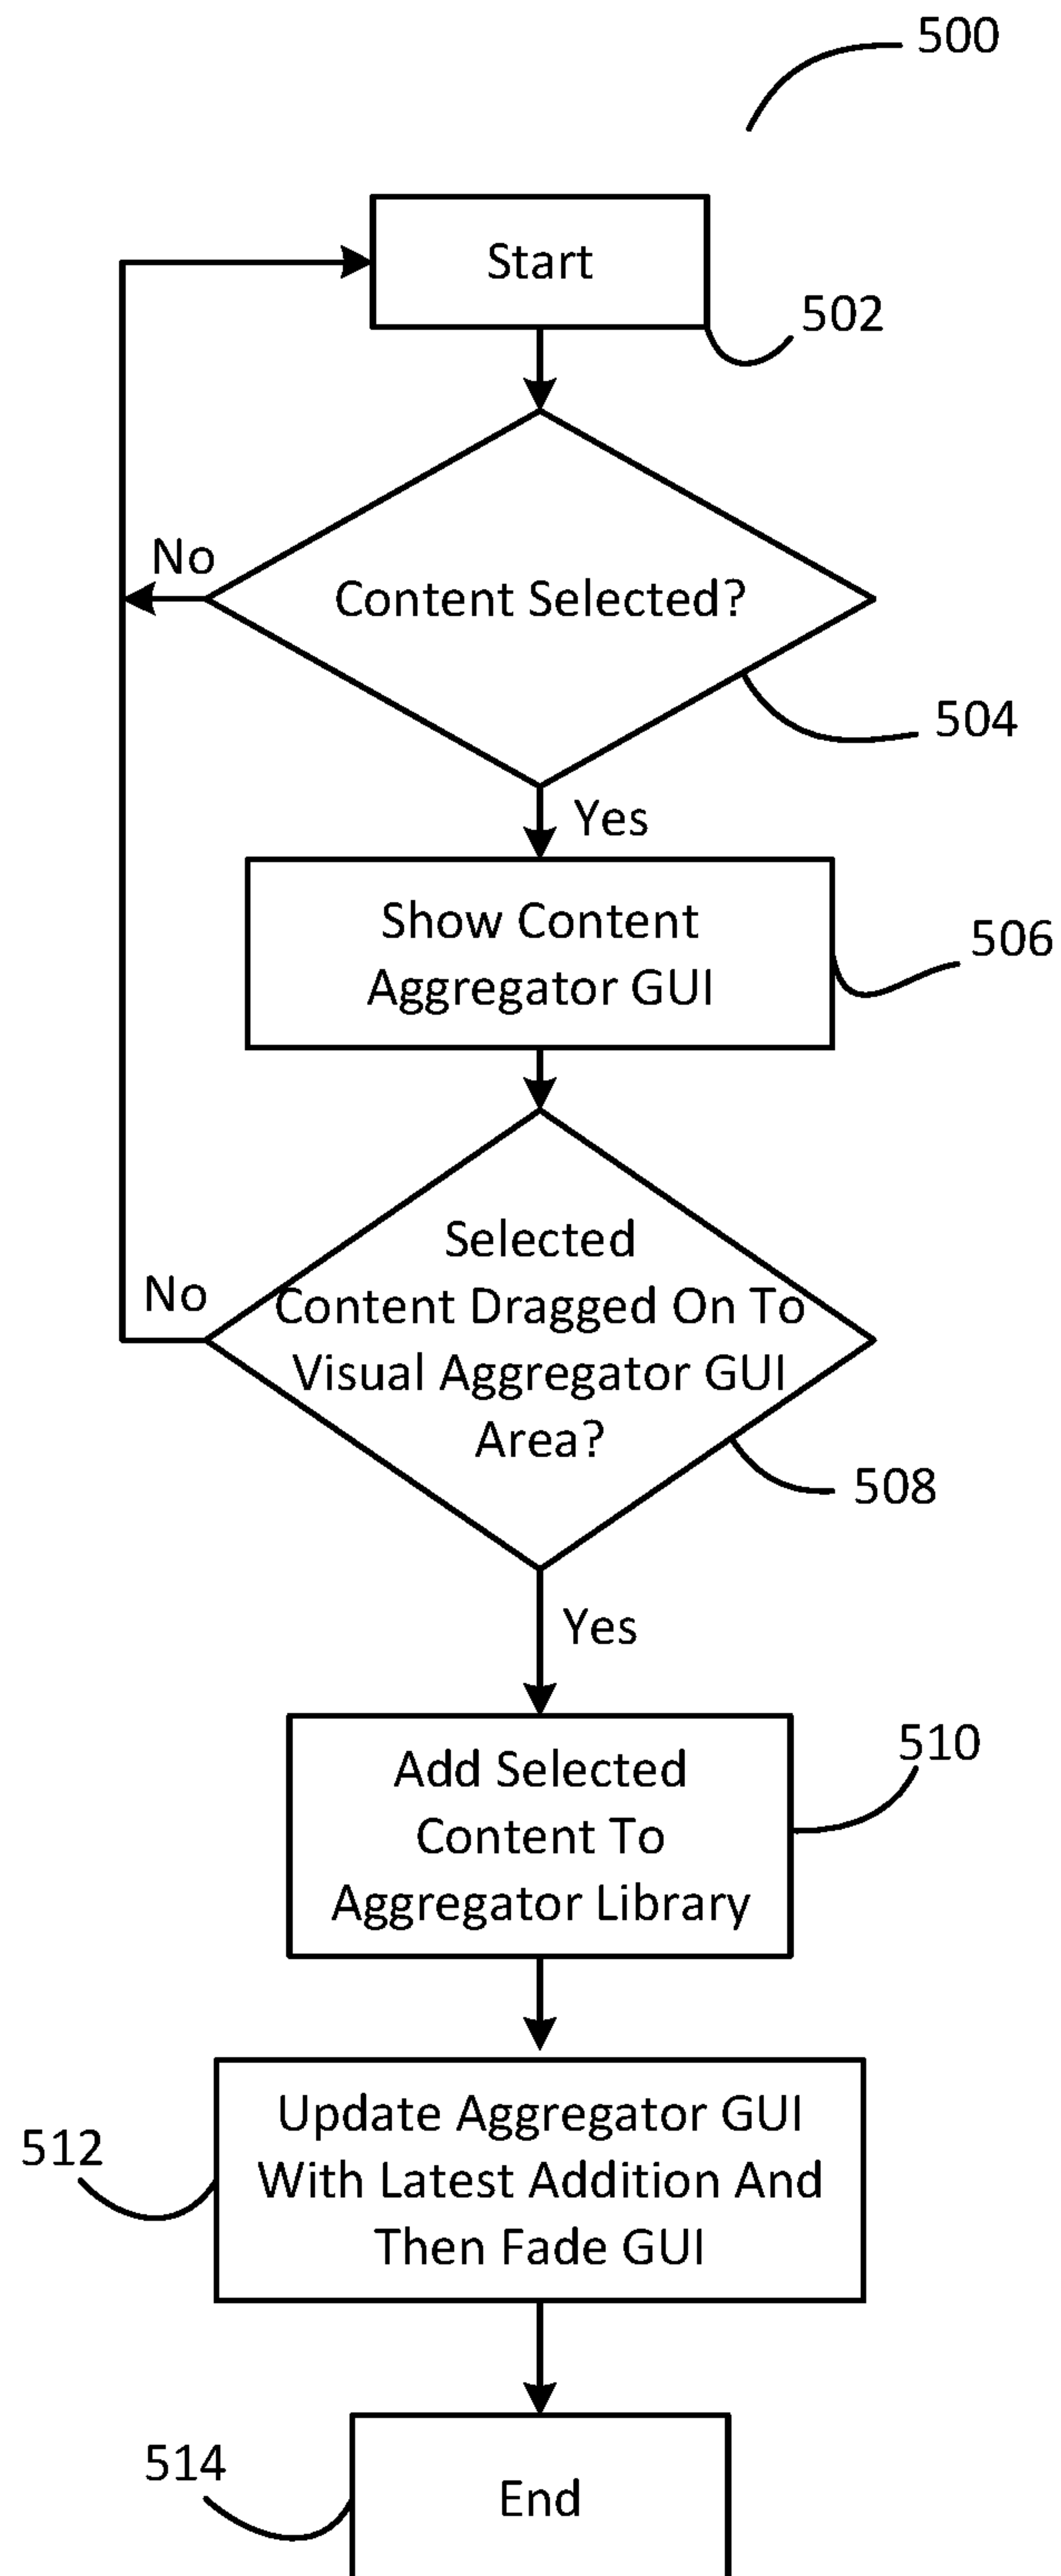 500
Start
502
No
Content Selected?
504
Yes
Show Content
Aggregator GUI
506
Selected
No
Content Dragged On To
Visual Aggregator GUI
Area?
508
Yes
510
Add Selected
Content To
Aggregator Library
Update Aggregator GUI
512
With Latest Addition And
Then Fade GUI
514
End